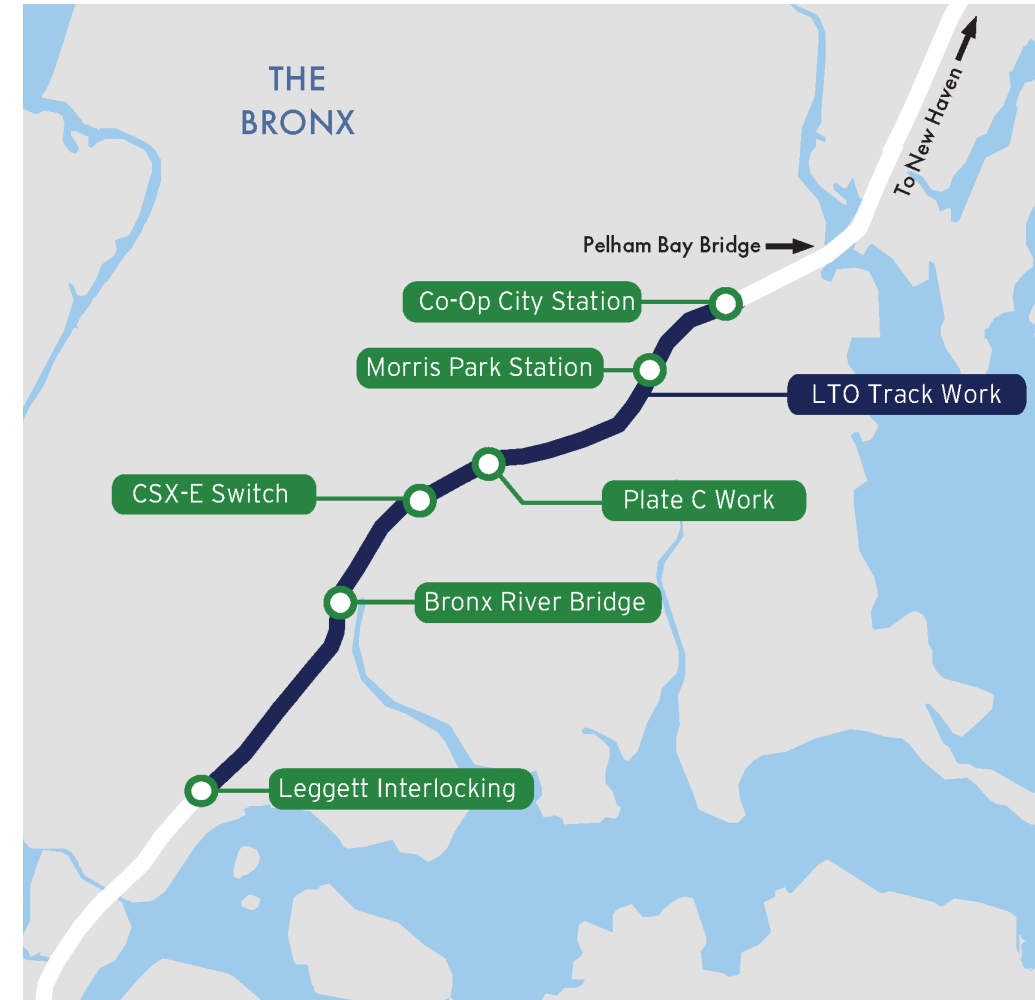 THE
BRONX
To New Haven
Pelham Bay Bridge
Co-Op City Station
Morris Park Station
LTO Track Work
CSX-E Switch
Plate C Work
Bronx River Bridge
Leggett Interlocking